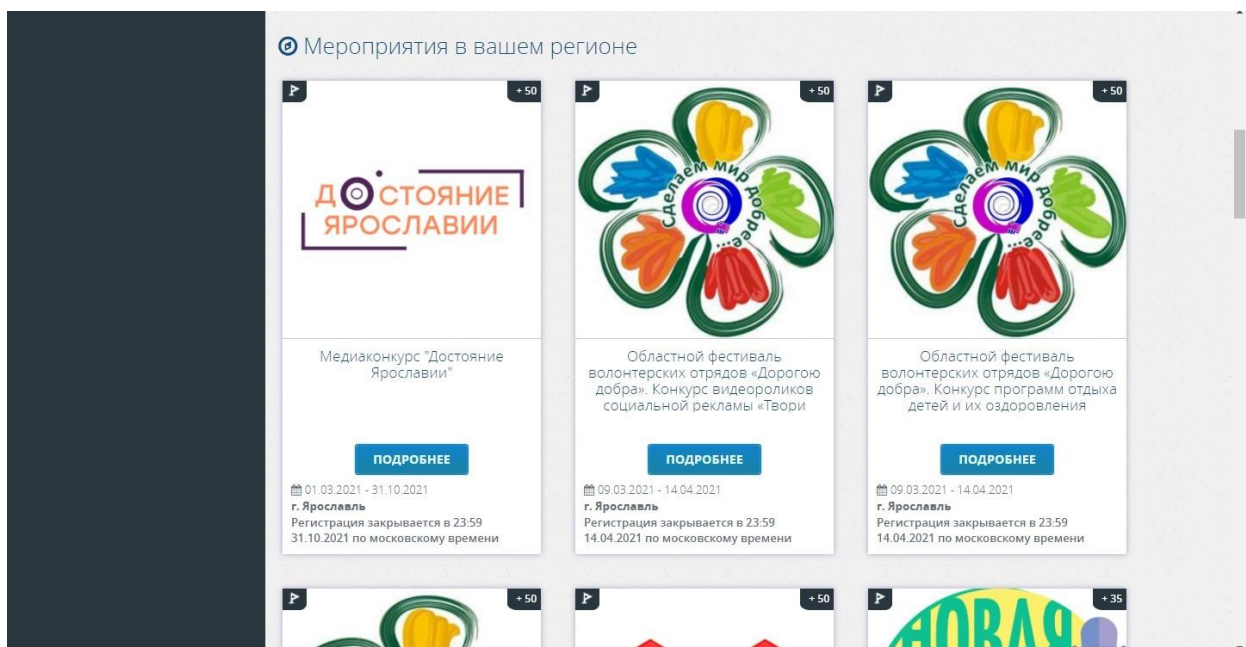 Мероприятия в вашем регионе
+ 50
ДОСТОЯНИЕ
ЯРОСЛАВИИ
Медиаконкурс "Достояние
Ярославии"
ПОДРОБНЕЕ
01.03.2021 - 31.10.2021
г. Ярославль
Регистрация закрывается в 23:59
31.10.2021 по московскому времени
+ 50
Сделаем мир добрее...
Областной фестиваль
волонтерских отрядов «Дорогою
добра». Конкурс видеороликов
социальной рекламы «Твори
ПОДРОБНЕЕ
09.03.2021 - 14.04.2021
г. Ярославль
Регистрация закрывается в 23:59
14.04.2021 по московскому времени
+ 50
Сделаем мир добрее...
Областной фестиваль
волонтерских отрядов «Дорогою
добра». Конкурс программ отдыха
детей и их оздоровления
ПОДРОБНЕЕ
09.03.2021 - 14.04.2021
г. Ярославль
Регистрация закрывается в 23:59
14.04.2021 по московскому времени
+ 50
+ 50
+ 35
НОВАЯ